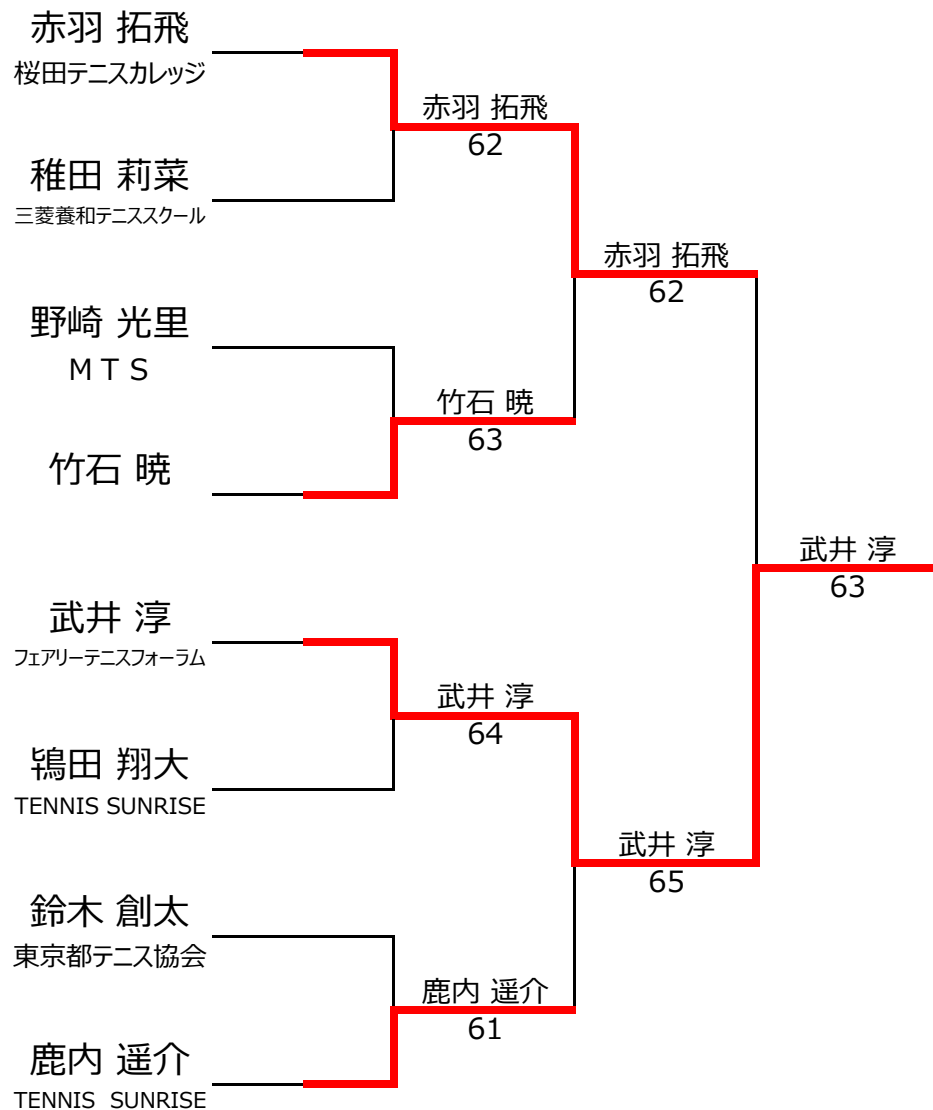 赤羽 拓飛
桜田テニスカレッジ
稚田 莉菜
三菱養和テニススクール
野崎 光里
ＭＴＳ
竹石 暁
武井 淳
フェアリーテニスフォーラム
鴇田 翔大
TENNIS SUNRISE
鈴木 創太
東京都テニス協会
鹿内 遥介
TENNIS SUNRISE
赤羽 拓飛
62
竹石 暁
63
武井 淳
64
鹿内 遥介
61
赤羽 拓飛
62
武井 淳
65
武井 淳
63